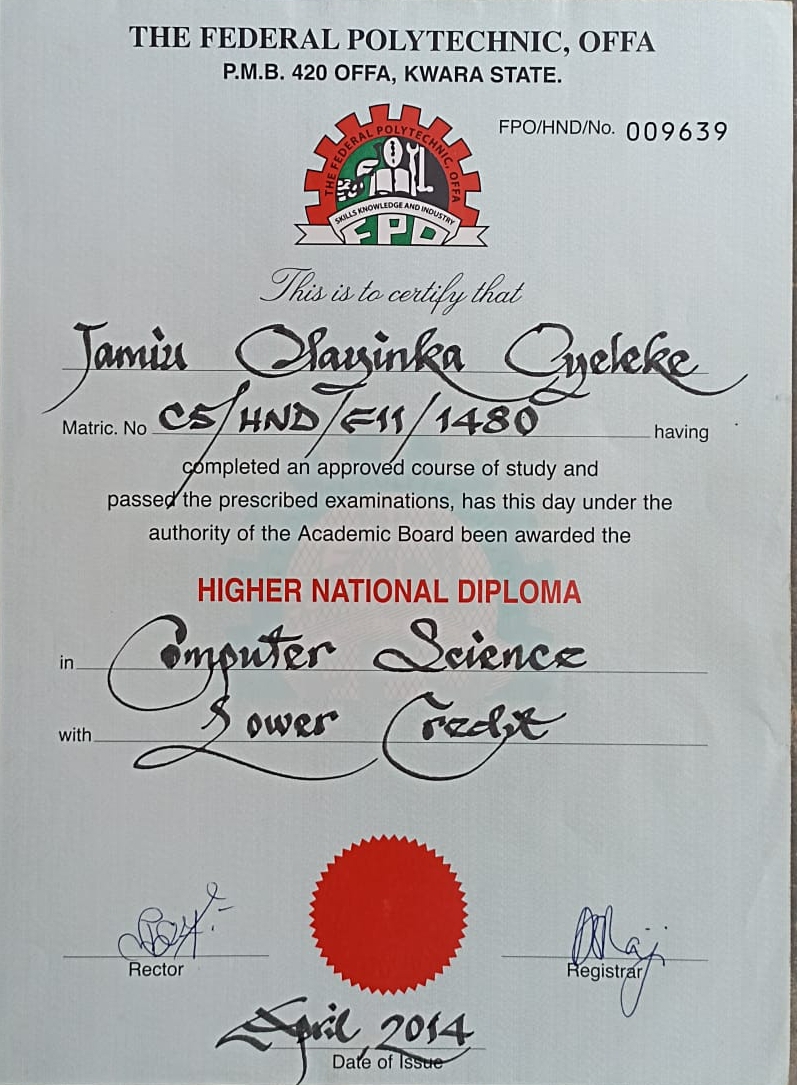 THE FEDERAL POLYTECHNIC, OFFA
P.M.B. 420 OFFA, KWARA STATE.
FPO/HND/No. 009639
THE FEDERAL POLYTECHNIC, OFFA
SKILLS KNOWLEDGE AND INDUSTRY
FPO
This is to certify that
Jamiu Olayinka Oyeleke
Matric. No CS/HND/F11/1480 having
completed an approved course of study and
passed the prescribed examinations, has this day under the
authority of the Academic Board been awarded the
HIGHER NATIONAL DIPLOMA
in Computer Science
with Lower Credit
Rector
Registrar
April, 2014
Date of Issue